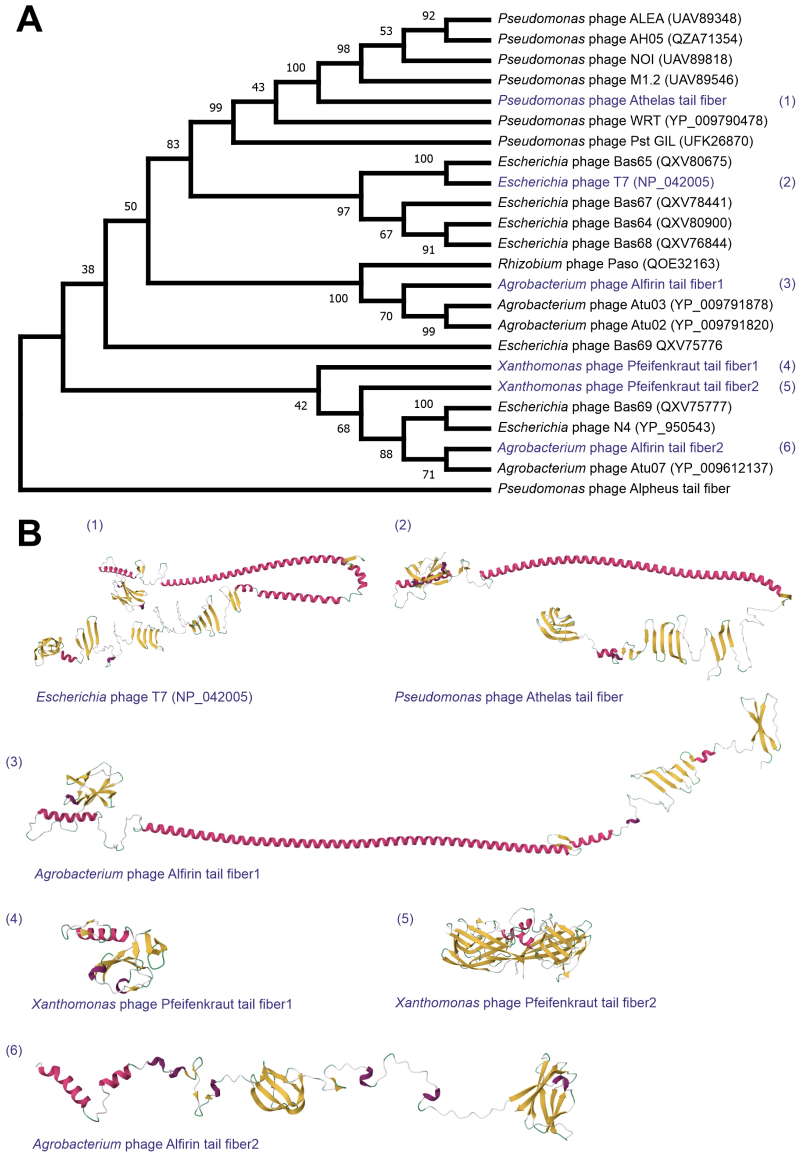 A
92
Pseudomonas phage ALEA (UAV89348)
53
Pseudomonas phage AH05 (QZA71354)
98
Pseudomonas phage NOI (UAV89818)
100
Pseudomonas phage M1.2 (UAV89546)
43
Pseudomonas phage Athelas tail fiber (1)
99
Pseudomonas phage WRT (YP_009790478)
83
Pseudomonas phage Pst GIL (UFK26870)
100
Escherichia phage Bas65 (QXV80675)
Escherichia phage T7 (NP_042005) (2)
97
Escherichia phage Bas67 (QXV78441)
50
67
Escherichia phage Bas64 (QXV80900)
91
Escherichia phage Bas68 (QXV76844)
38
Rhizobium phage Paso (QOE32163)
100
Agrobacterium phage Alfirin tail fiber1 (3)
70
Agrobacterium phage Atu03 (YP_009791878)
99
Agrobacterium phage Atu02 (YP_009791820)
Escherichia phage Bas69 QXV75776
Xanthomonas phage Pfeifenkraut tail fiber1 (4)
42
Xanthomonas phage Pfeifenkraut tail fiber2 (5)
68
100
Escherichia phage Bas69 (QXV75777)
Escherichia phage N4 (YP_950543)
88
Agrobacterium phage Alfirin tail fiber2 (6)
71
Agrobacterium phage Atu07 (YP_009612137)
Pseudomonas phage Alpheus tail fiber
B
(1)
(2)
Escherichia phage T7 (NP_042005)
Pseudomonas phage Athelas tail fiber
(3)
Agrobacterium phage Alfirin tail fiber1
(4)
(5)
Xanthomonas phage Pfeifenkraut tail fiber1
Xanthomonas phage Pfeifenkraut tail fiber2
(6)
Agrobacterium phage Alfirin tail fiber2